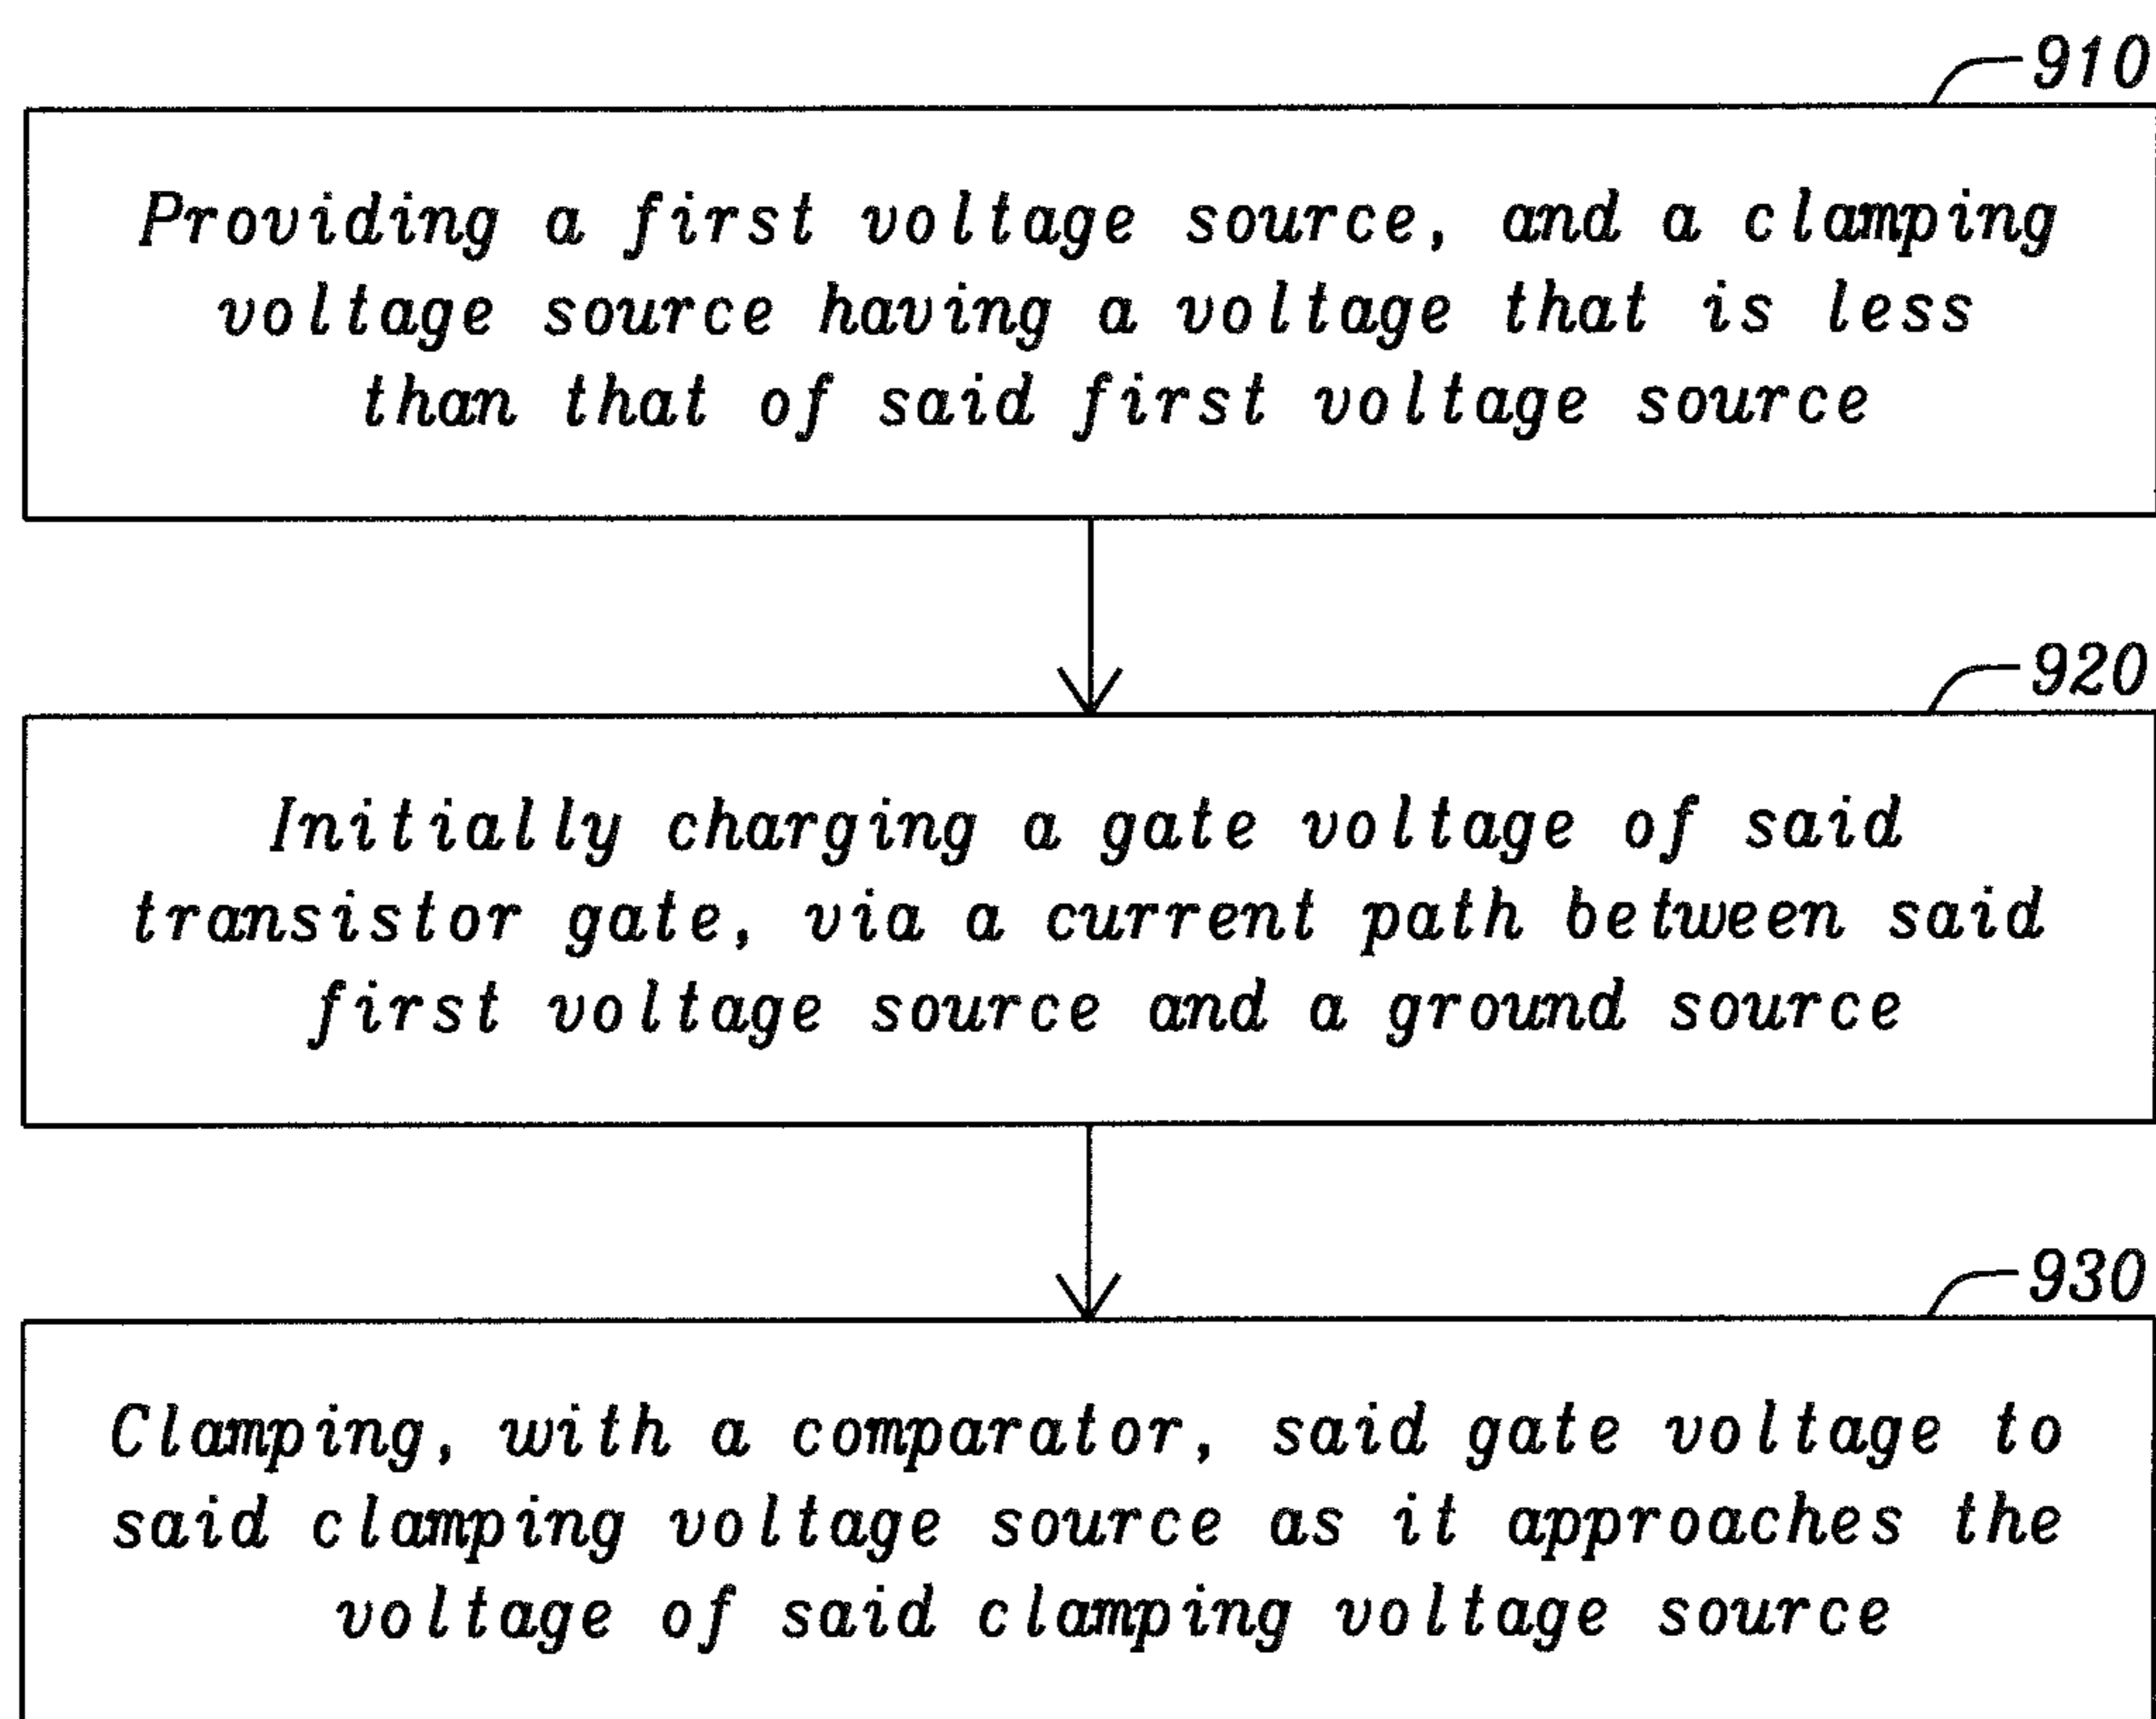 910
Providing a first voltage source, and a clamping
voltage source having a voltage that is less
than that of said first voltage source
920
Initially charging a gate voltage of said
transistor gate, via a current path between said
first voltage source and a ground source
930
Clamping, with a comparator, said gate voltage to
said clamping voltage source as it approaches the
voltage of said clamping voltage source